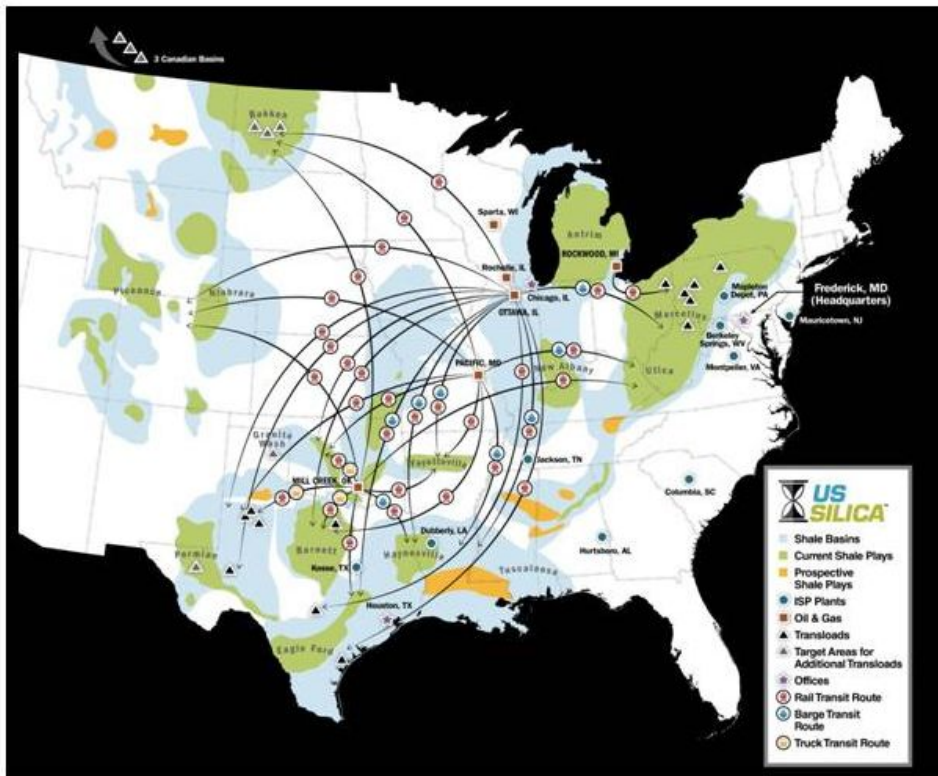 3 Canadian Basins
Bakken
Sparta, WI
Antrim
ROCKWOOD, MI
Rochelle, IL
Chicago, IL
OTTAWA, IL
Mapleton
Depot, PA
Frederick, MD
(Headquarters)
Piceance
Niobrara
Marcellus
Mauricetown, NJ
Berkeley
Springs, WV
Montpelier, VA
PACIFIC, MO
New Albany
Utica
Granite
Wash
Fayetteville
Jackson, TN
MILL CREEK, OK
Columbia, SC
Dubberly, LA
Hurtsboro, AL
Permian
Barnett
Haynesville
Kosse, TX
Tuscaloosa
Houston, TX
Eagle Ford
US
SILICA™
Shale Basins
Current Shale Plays
Prospective
Shale Plays
ISP Plants
Oil & Gas
Transloads
Target Areas for
Additional Transloads
Offices
Rail Transit Route
Barge Transit
Route
Truck Transit Route